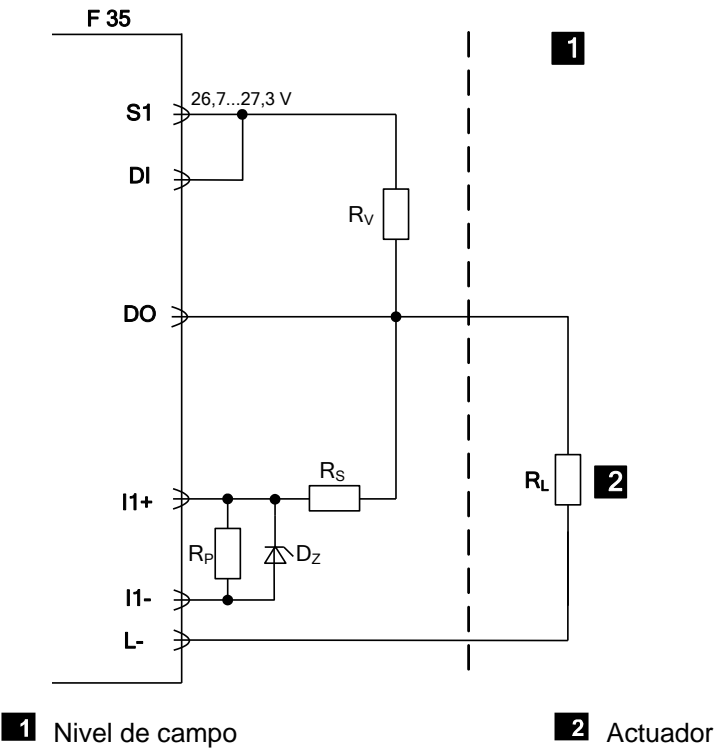 F 35
1
S1
26,7...27,3 V
DI
RV
DO
RS
RL
2
I1+
RP
DZ
I1-
L-
1 Nivel de campo
2 Actuador